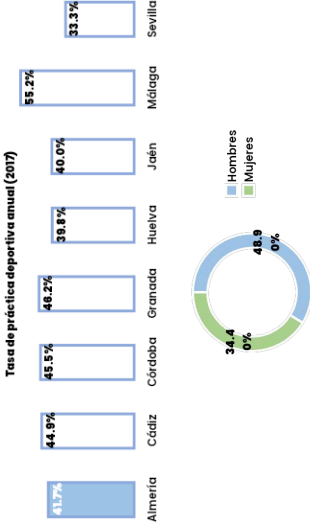 Tasa de práctica deportiva anual (2017)
41.7%
44.9%
45.5%
46.2%
39.8%
40.0%
55.2%
33.3%
Almería
Cádiz
Córdoba
Granada
Huelva
Jaén
Málaga
Sevilla
34.4
0%
48.9
0%
Hombres
Mujeres